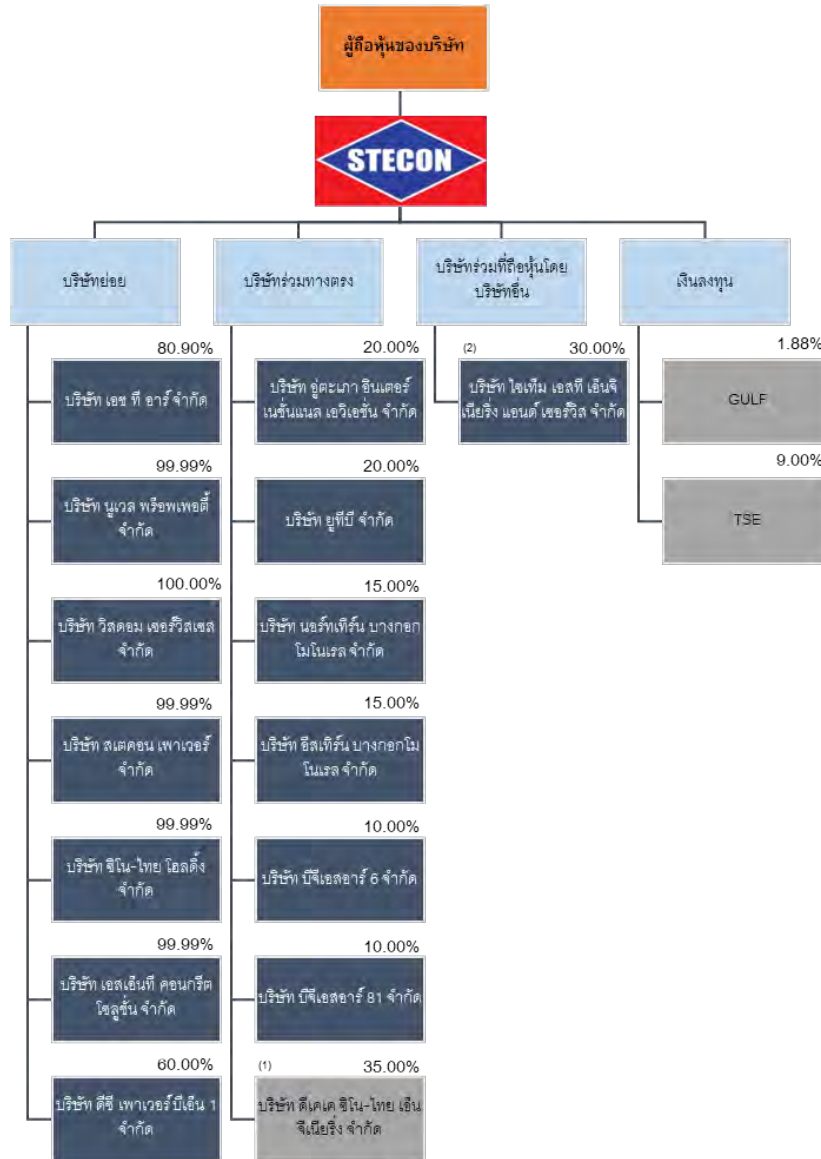 ผู้ถือหุ้นของบริษัท
STECON
บริษัทย่อย
80.90%
บริษัท เอช ที อาร์ จำกัด
99.99%
บริษัท นูเวล พร็อพเพอตี้
จำกัด
100.00%
บริษัท วิสดอม เซอร์วิสเซส
จำกัด
99.99%
บริษัท สเตคอน เพาเวอร์
จำกัด
99.99%
บริษัท ซิโน-ไทย โฮลดิ้ง
จำกัด
99.99%
บริษัท เอสเอ็นที คอนกรีต
โซลูชั่น จำกัด
60.00%
บริษัท ดีซี เพาเวอร์ บีเอ็น 1
จำกัด
บริษัทร่วมทางตรง
20.00%
บริษัท อู่ตะเภา อินเตอร์
เนชั่นแนล เอวิเอชั่น จำกัด
20.00%
บริษัท ยูทีบี จำกัด
15.00%
บริษัท นอร์ทเทิร์น บางกอก
โมโนเรล จำกัด
15.00%
บริษัท อีสเทิร์น บางกอกโม
โนเรล จำกัด
10.00%
บริษัท บีจีเอสอาร์ 6 จำกัด
10.00%
บริษัท บีจีเอสอาร์ 81 จำกัด
(1) 35.00%
บริษัท ดีเคเค ซิโน-ไทย เอ็น
จิเนียริ่ง จำกัด
บริษัทร่วมที่ถือหุ้นโดย
บริษัทอื่น
(2) 30.00%
บริษัท ไซเท็ม เอสที เอ็นจิ
เนียริ่ง แอนด์ เซอร์วิส จำกัด
เงินลงทุน
1.88%
GULF
9.00%
TSE